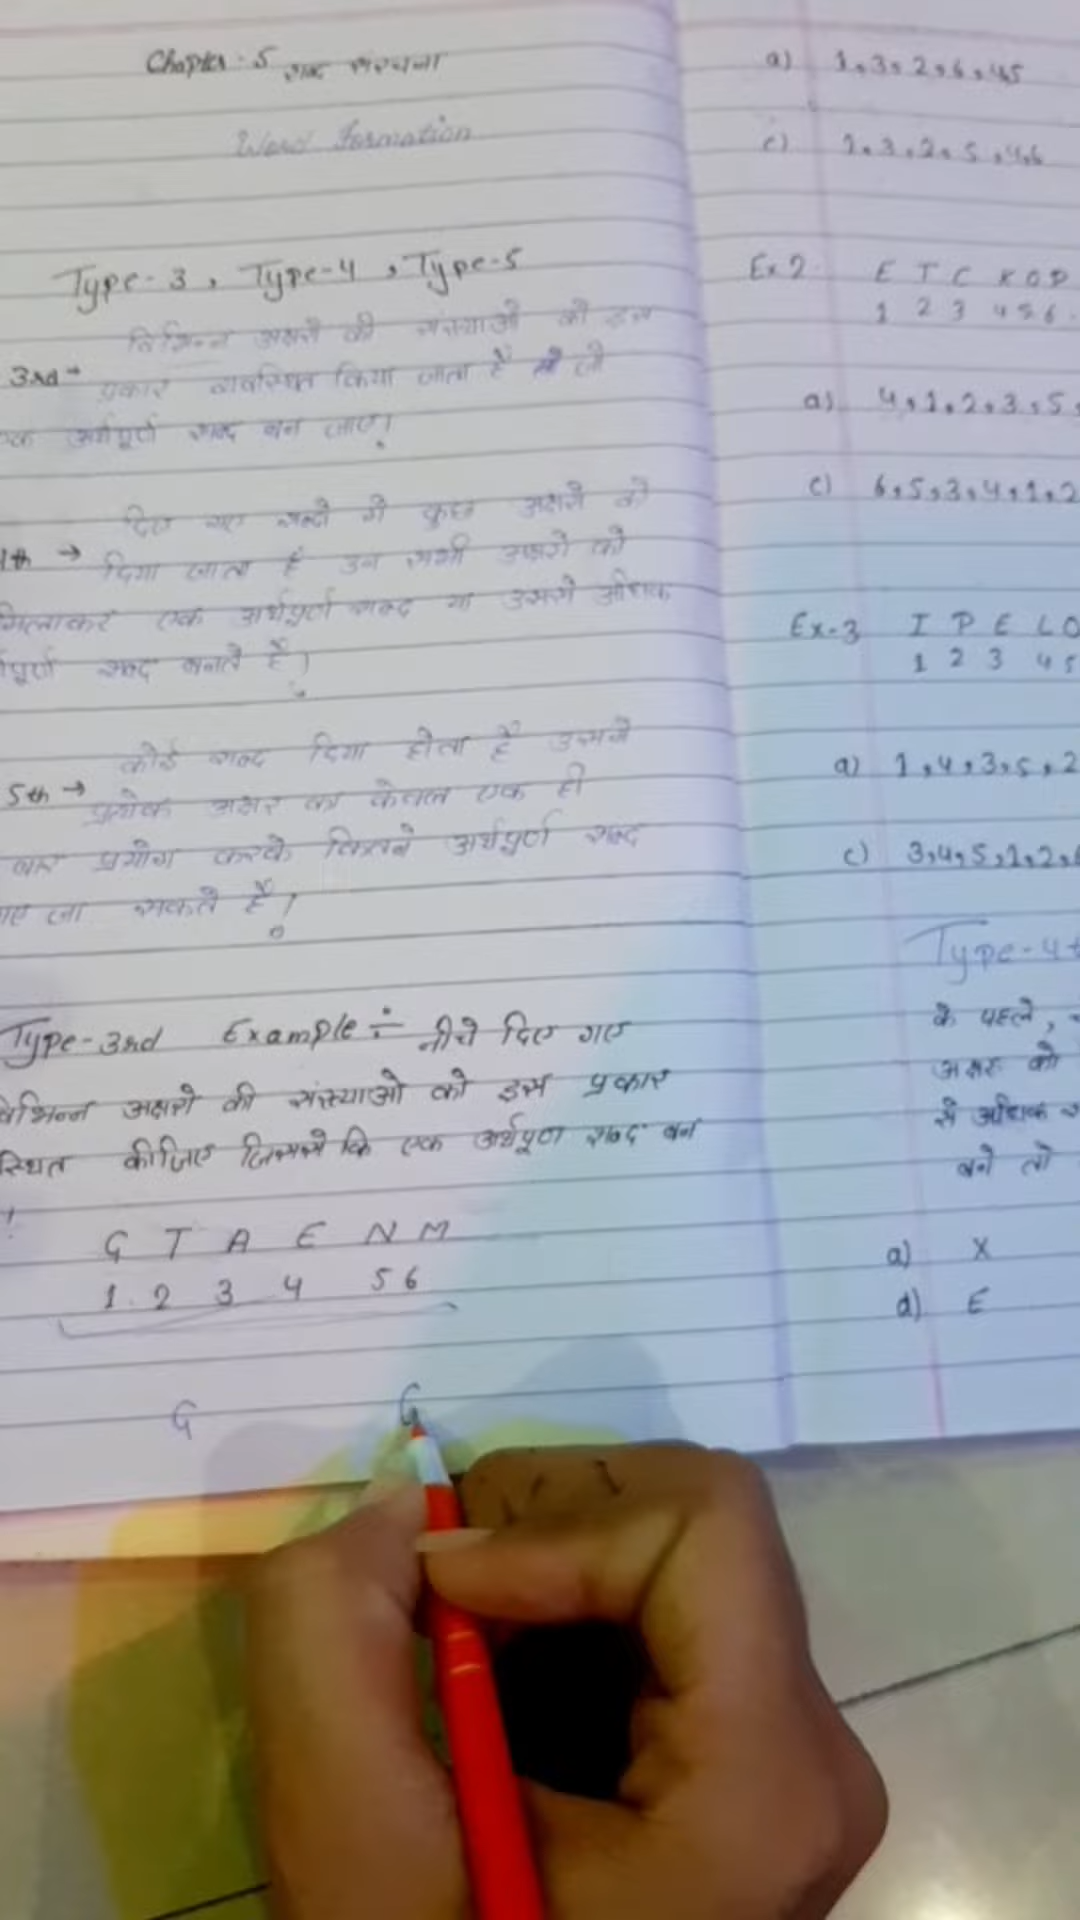 Chapter-5 शब्द संरचना
Word Formation
Type-3, Type-4, Type-5
विभिन्न अक्षरो की संख्याओ को इस
3rd→ प्रकार व्यवस्थित किया जाता है जो
एक अर्थपूर्ण शब्द बन जाए!
दिए गए शब्दो मे कुछ अक्षरो को
4th → दिया जाता है उन सभी अक्षरो को
मिलाकर एक अर्थपूर्ण शब्द या उससे अधिक
शब्द बनाते है!
कोई शब्द दिया होता है उसमे
5th → प्रत्येक अक्षर का केवल एक ही
बार प्रयोग करके कितने अर्थपूर्ण शब्द
जा सकते है!
Type-3rd Example÷ नीचे दिए गए
विभिन्न अक्षरो की संख्याओ को इस प्रकार
स्थित कीजिए जिससे कि एक अर्थपूर्ण शब्द बन
!
G T A E N M
1 2 3 4 5 6
G G
a) 1,3,2,6,4,5
c) 1,3,2,5,4,6
Ex 2. E T C K O P
1 2 3 4 5 6
a) 4,1,2,3,5,
c) 6,5,3,4,1,2
Ex-3 I P E L O
1 2 3 4 5
a) 1,4,3,5,2
c) 3,4,5,1,2,
Type-4t
के पहले,
अक्षर को
से अधिक
बने तो
a) X
d) E